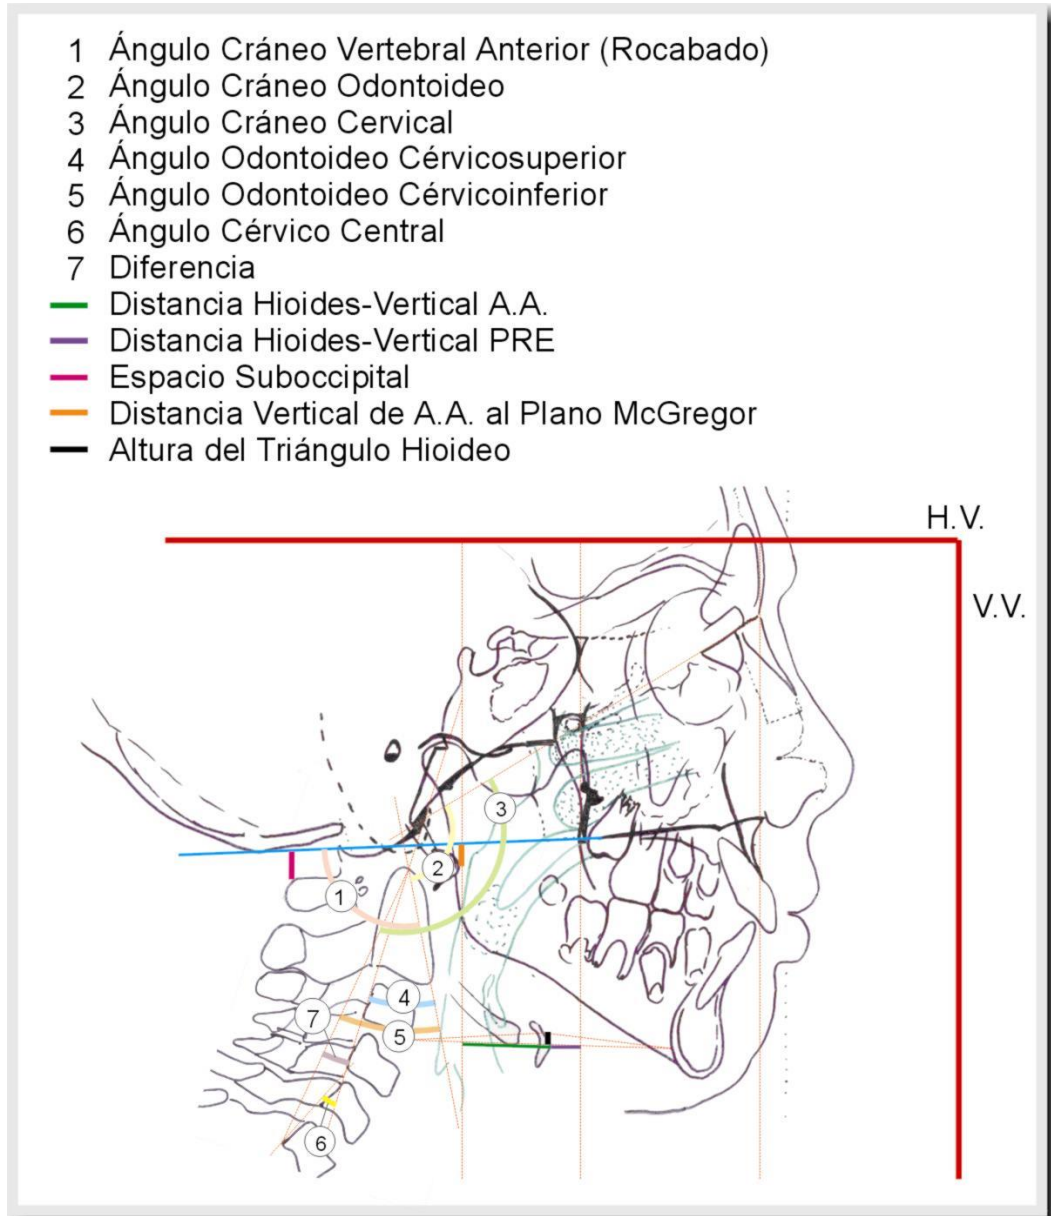 1 Ángulo Cráneo Vertebral Anterior (Rocabado)
2 Ángulo Cráneo Odontoideo
3 Ángulo Cráneo Cervical
4 Ángulo Odontoideo Cérvicosuperior
5 Ángulo Odontoideo Cérvicoinferior
6 Ángulo Cérvico Central
7 Diferencia
Distancia Hioides-Vertical A.A.
Distancia Hioides-Vertical PRE
Espacio Suboccipital
Distancia Vertical de A.A. al Plano McGregor
Altura del Triángulo Hioideo
H.V.
V.V.
3
2
1
4
7
5
6